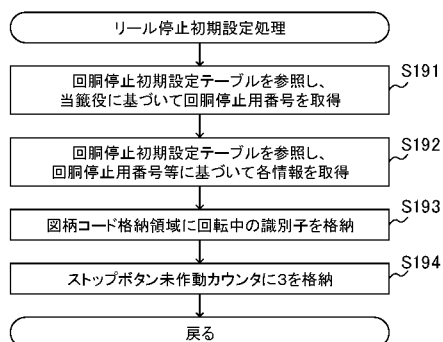 リール停止初期設定処理
S191
回胴停止初期設定テーブルを参照し、
当籤役に基づいて回胴停止用番号を取得
S192
回胴停止初期設定テーブルを参照し、
回胴停止用番号等に基づいて各情報を取得
S193
図柄コード格納領域に回転中の識別子を格納
S194
ストップボタン未作動カウンタに3を格納
戻る